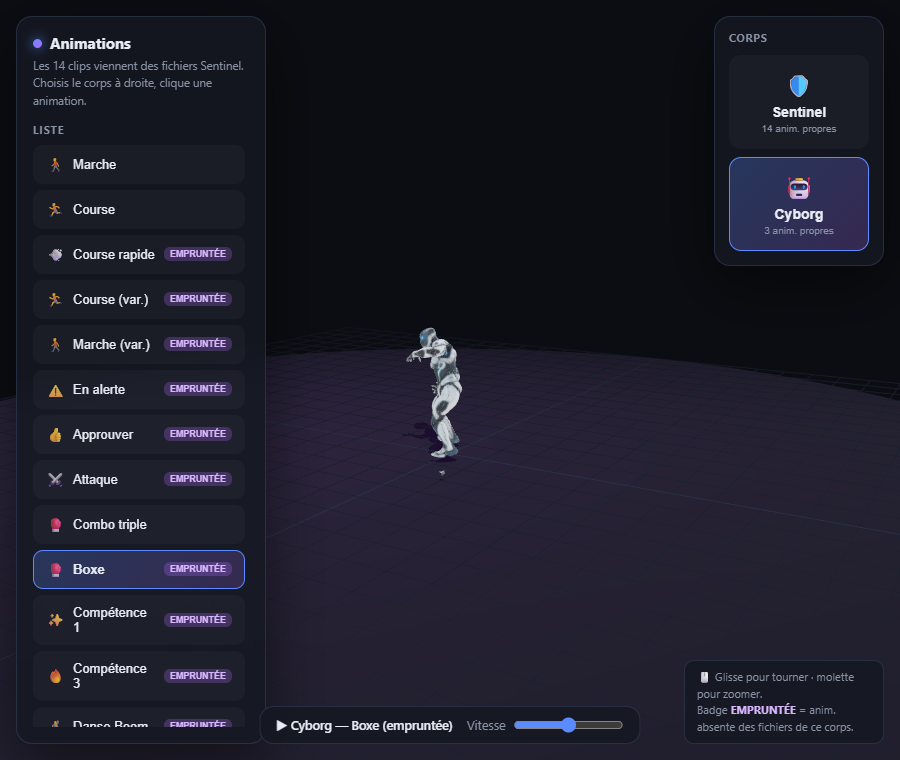 Animations
Les 14 clips viennent des fichiers Sentinel.
Choisis le corps à droite, clique une
animation.
LISTE
Marche
Course
Course rapide EMPRUNTÉE
Course (var.) EMPRUNTÉE
Marche (var.) EMPRUNTÉE
En alerte EMPRUNTÉE
Approuver EMPRUNTÉE
Attaque EMPRUNTÉE
Combo triple
Boxe EMPRUNTÉE
Compétence
1
EMPRUNTÉE
Compétence
3
EMPRUNTÉE
Danse Boom EMPRUNTÉE
▶ Cyborg — Boxe (empruntée) Vitesse
CORPS
Sentinel
14 anim. propres
Cyborg
3 anim. propres
Glisse pour tourner · molette
pour zoomer.
Badge EMPRUNTÉE = anim.
absente des fichiers de ce corps.